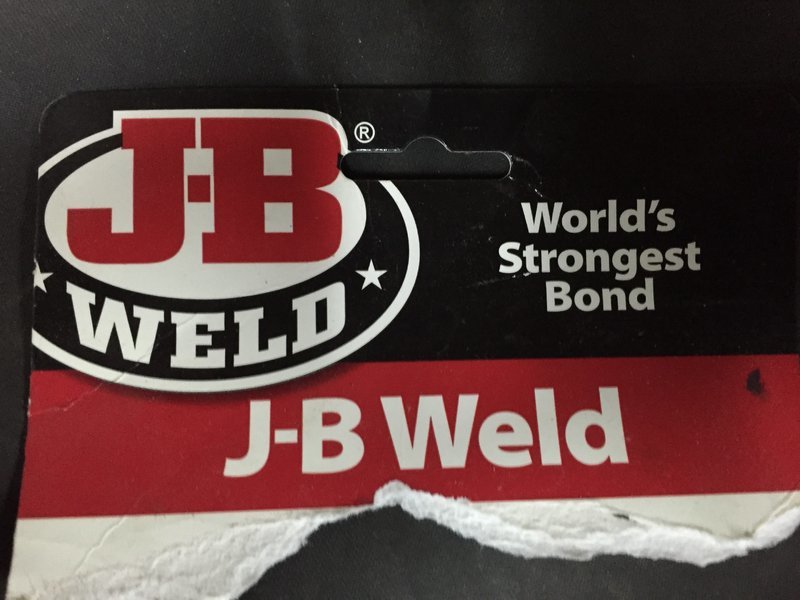 J-B®
WELD
World's
Strongest
Bond
J-B Weld